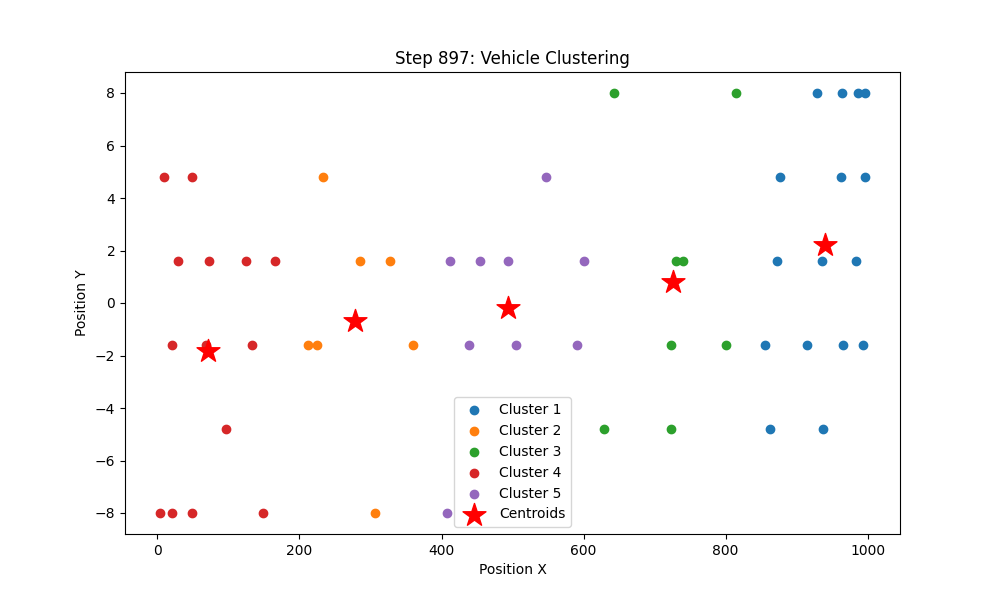 Step 897: Vehicle Clustering
Position Y
8
6
4
2
0
−2
−4
−6
−8
Cluster 1
Cluster 2
Cluster 3
Cluster 4
Cluster 5
Centroids
0 200 400 600 800 1000
Position X